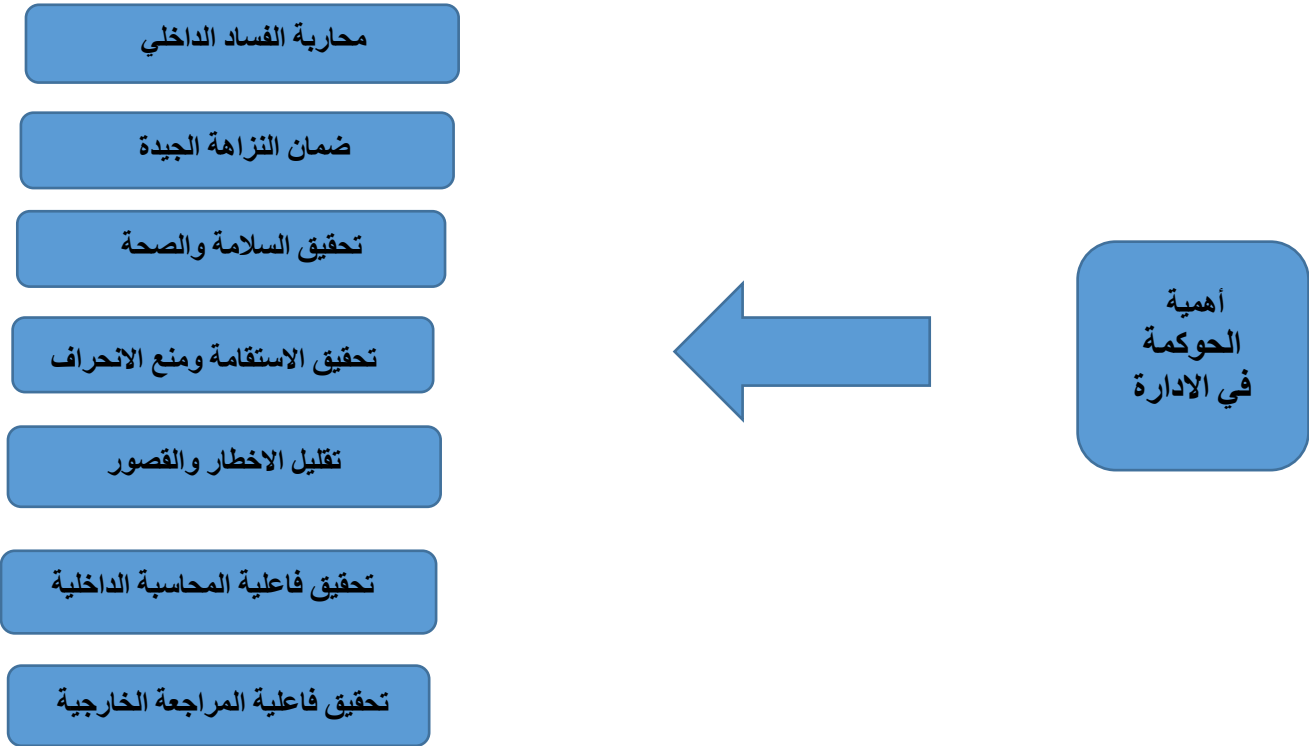 أهمية
الحوكمة
في الادارة
محاربة الفساد الداخلي
ضمان النزاهة الجيدة
تحقيق السلامة والصحة
تحقيق الاستقامة ومنع الانحراف
تقليل الاخطار والقصور
تحقيق فاعلية المحاسبة الداخلية
تحقيق فاعلية المراجعة الخارجية